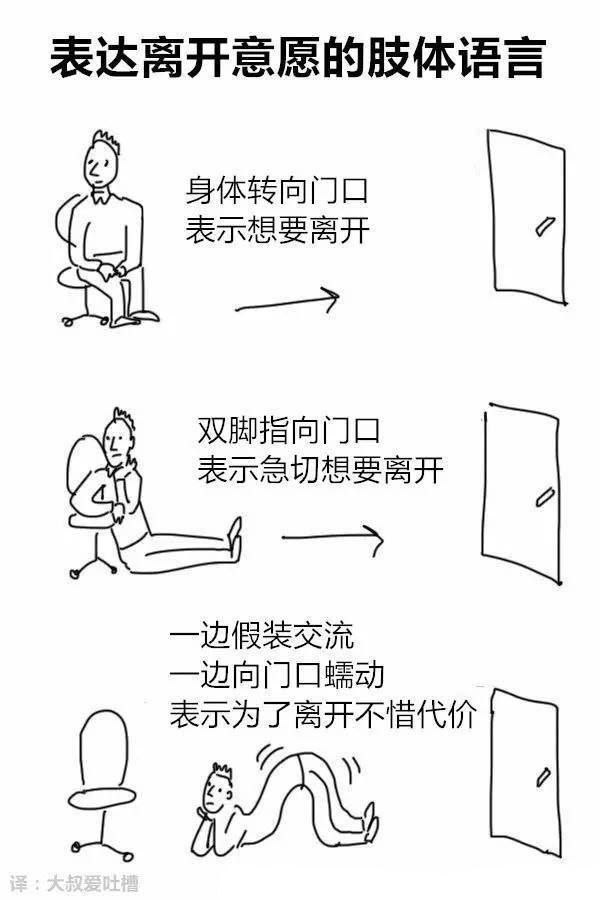 表达离开意愿的肢体语言
身体转向门口
表示想要离开
双脚指向门口
表示急切想要离开
一边假装交流
一边向门口蠕动
表示为了离开不惜代价
译：大叔爱吐槽